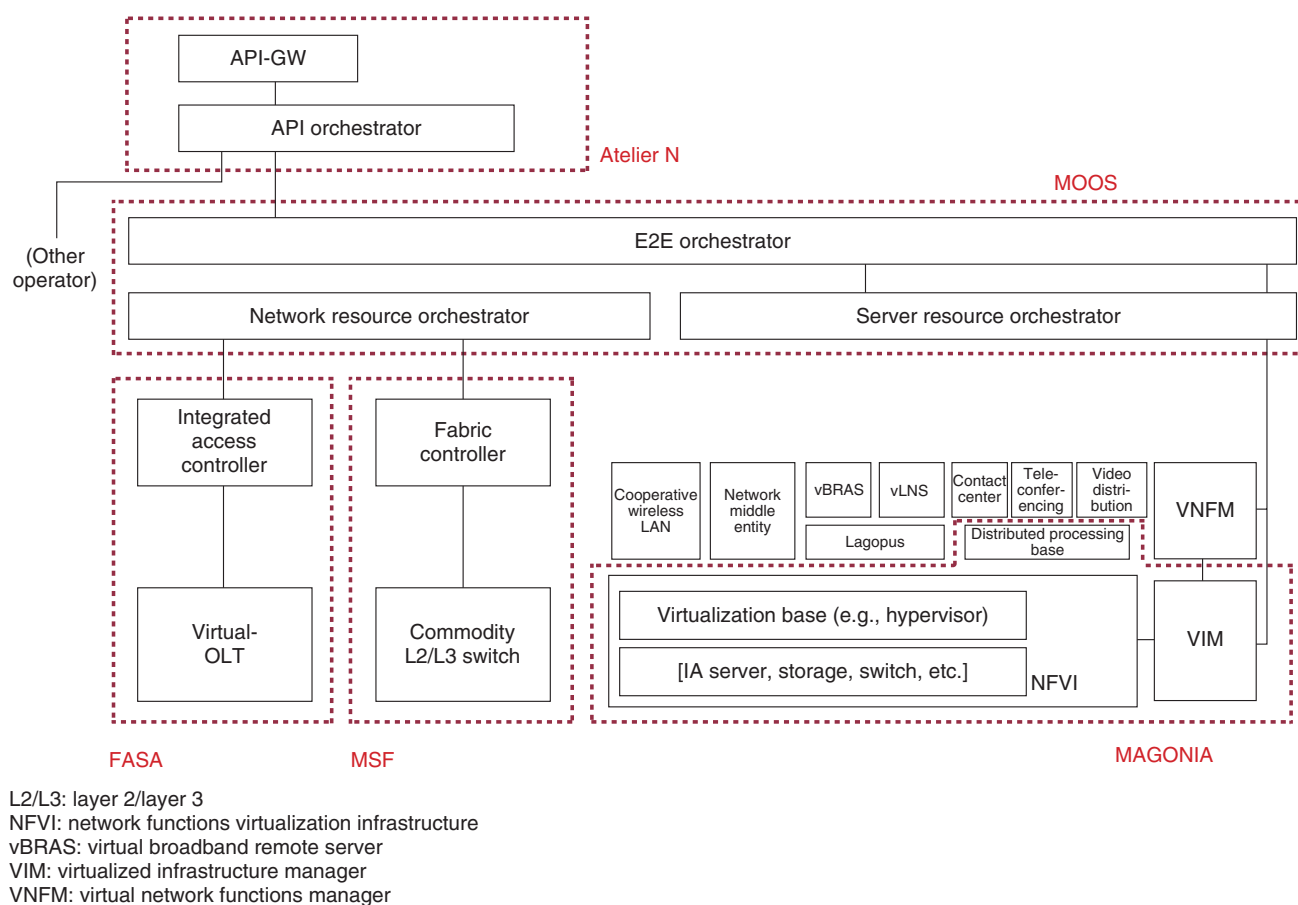 API-GW
API orchestrator
Atelier N
MOOS
(Other
operator)
E2E orchestrator
Network resource orchestrator
Server resource orchestrator
Integrated
access
controller
Fabric
controller
Cooperative
wireless
LAN
Network
middle
entity
vBRAS
vLNS
Contact
center
Tele-
confer-
encing
Video
distri-
bution
VNFM
Lagopus
Distributed processing
base
Virtual-
OLT
Commodity
L2/L3 switch
Virtualization base (e.g., hypervisor)
[IA server, storage, switch, etc.]
NFVI
VIM
FASA
MSF
MAGONIA
L2/L3: layer 2/layer 3
NFVI: network functions virtualization infrastructure
vBRAS: virtual broadband remote server
VIM: virtualized infrastructure manager
VNFM: virtual network functions manager